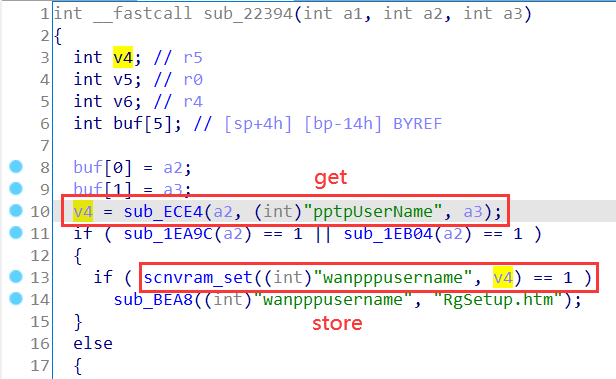 1 int __fastcall sub_22394(int a1, int a2, int a3)
2 {
3 int v4; // r5
4 int v5; // r0
5 int v6; // r4
6 int buf[5]; // [sp+4h] [bp-14h] BYREF
7
8 buf[0] = a2;
get
9 buf[1] = a3;
10 v4 = sub_ECE4(a2, (int)"pptpUserName", a3);
11 if ( sub_1EA9C(a2) == 1 || sub_1EB04(a2) == 1 )
12 {
13 if ( scnvram_set((int)"wanpppusername", v4) == 1 )
14 sub_BEA8((int)"wanpppusername", "RgSetup.htm");
15 }
store
16 else
17 {